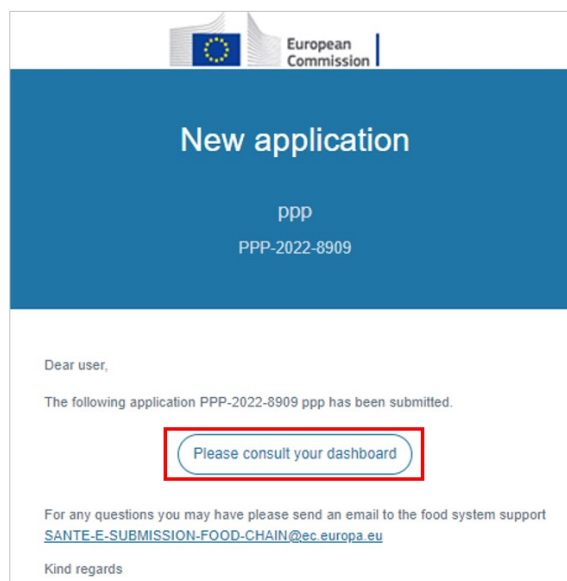 European
Commission
New application
ppp
PPP-2022-8909
Dear user,
The following application PPP-2022-8909 ppp has been submitted.
Please consult your dashboard
For any questions you may have please send an email to the food system support
SANTE-E-SUBMISSION-FOOD-CHAIN@ec.europa.eu
Kind regards